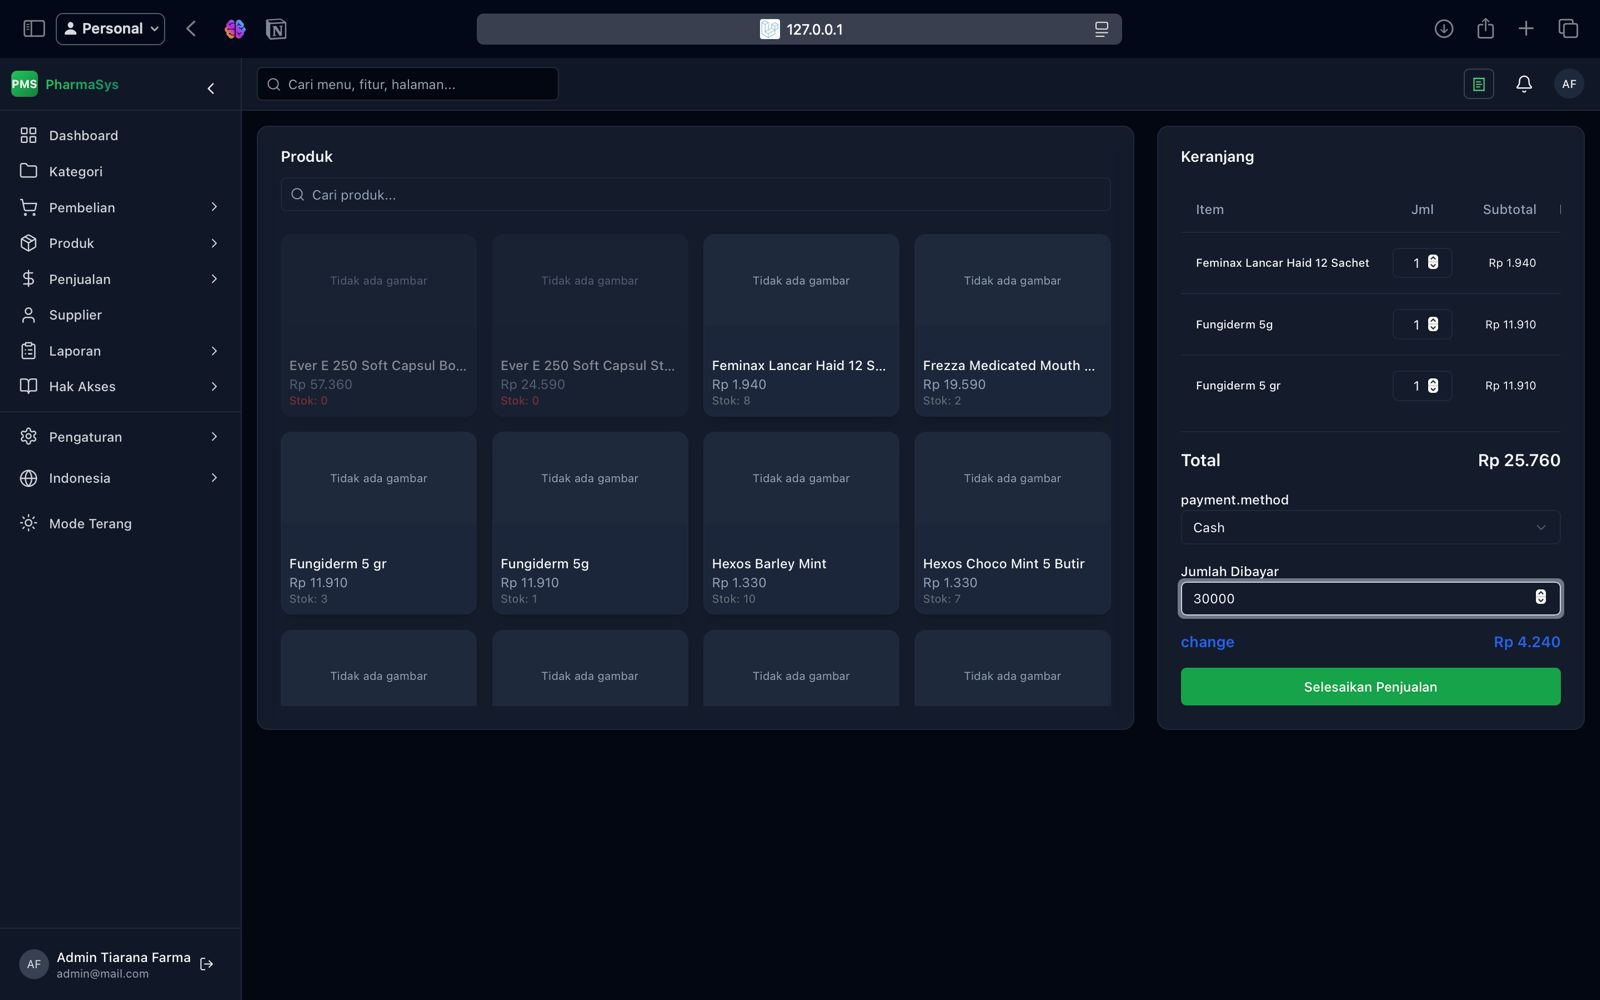 Personal
127.0.0.1
PMS PharmaSys
Cari menu, fitur, halaman...
AF
Dashboard
Kategori
Pembelian
Produk
Penjualan
Supplier
Laporan
Hak Akses
Pengaturan
Indonesia
Mode Terang
AF
Admin Tiarana Farma
admin@mail.com
Produk
Cari produk...
Tidak ada gambar
Ever E 250 Soft Capsul Bo...
Rp 57.360
Stok: 0
Tidak ada gambar
Ever E 250 Soft Capsul St...
Rp 24.590
Stok: 0
Tidak ada gambar
Feminax Lancar Haid 12 S...
Rp 1.940
Stok: 8
Tidak ada gambar
Frezza Medicated Mouth ...
Rp 19.590
Stok: 2
Tidak ada gambar
Fungiderm 5 gr
Rp 11.910
Stok: 3
Tidak ada gambar
Fungiderm 5g
Rp 11.910
Stok: 1
Tidak ada gambar
Hexos Barley Mint
Rp 1.330
Stok: 10
Tidak ada gambar
Hexos Choco Mint 5 Butir
Rp 1.330
Stok: 7
Tidak ada gambar
Tidak ada gambar
Tidak ada gambar
Tidak ada gambar
Keranjang
Item Jml Subtotal
Feminax Lancar Haid 12 Sachet 1 Rp 1.940
Fungiderm 5g 1 Rp 11.910
Fungiderm 5 gr 1 Rp 11.910
Total Rp 25.760
payment.method
Cash
Jumlah Dibayar
30000
change Rp 4.240
Selesaikan Penjualan